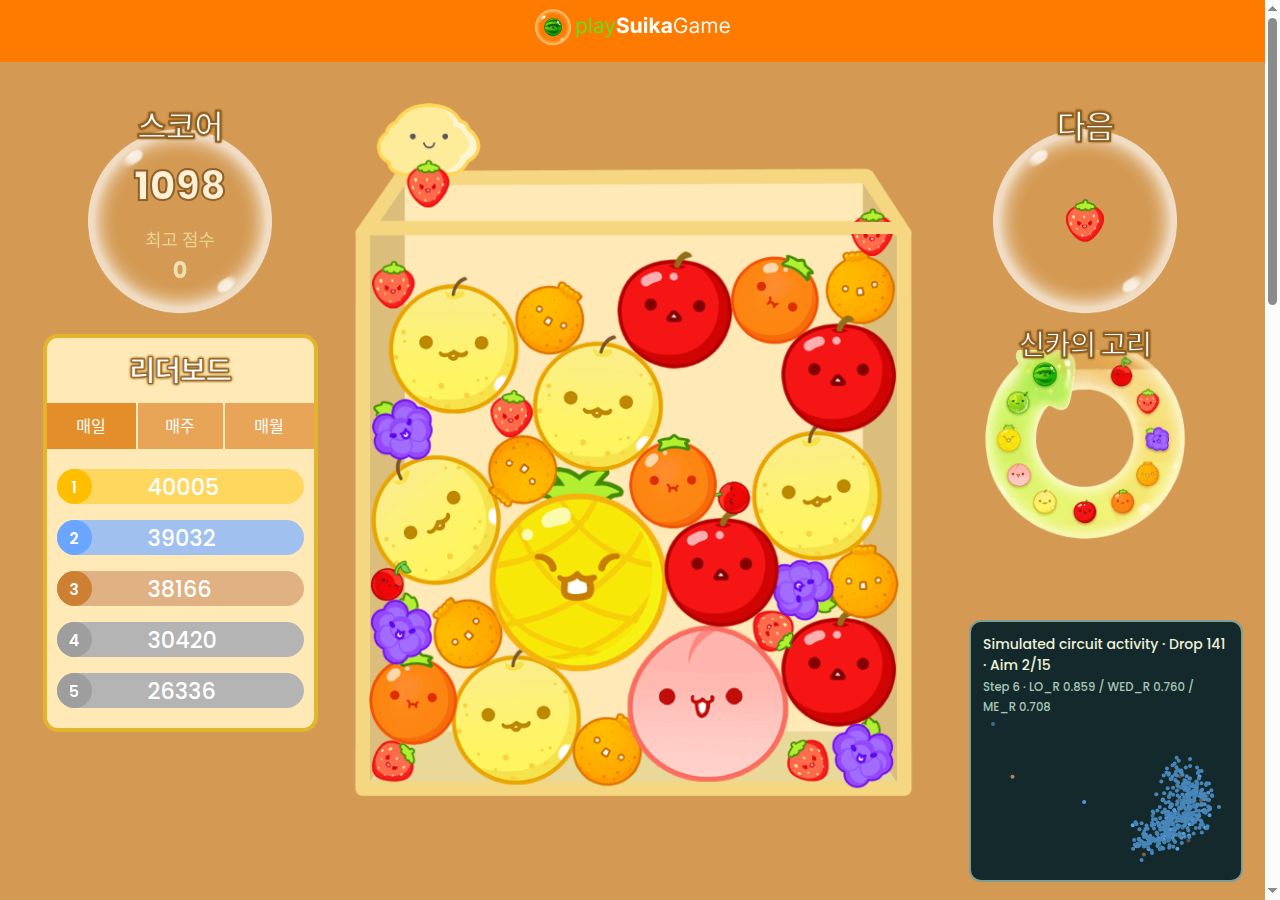 playSuikaGame
스코어
1098
최고 점수
0
다음
신카의 고리
리더보드
매일 매주 매월
1 40005
2 39032
3 38166
4 30420
5 26336
Simulated circuit activity · Drop 141
· Aim 2/15
Step 6 · LO_R 0.859 / WED_R 0.760 /
ME_R 0.708